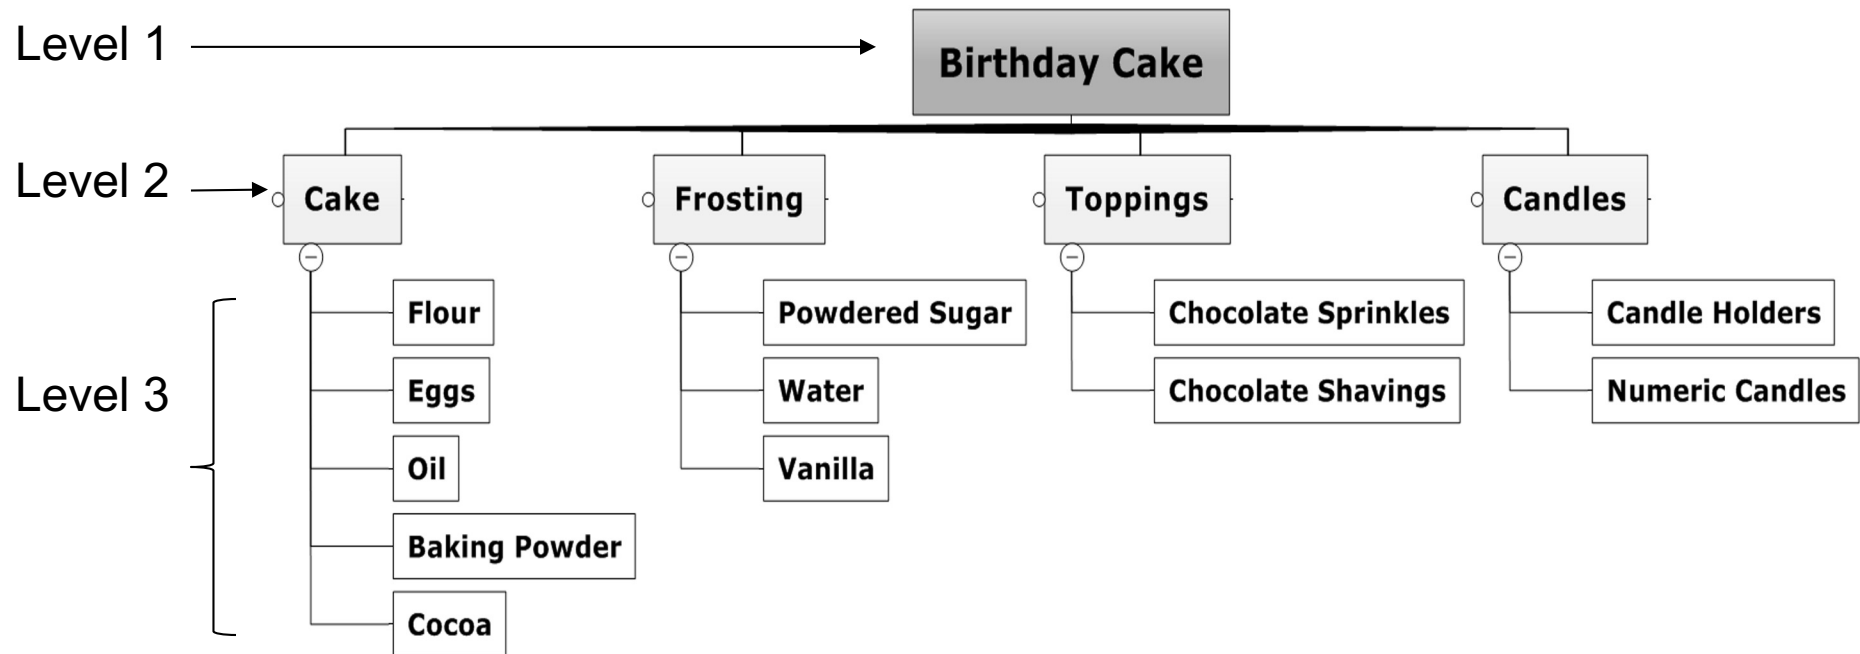 Level 1
Birthday Cake
Level 2
Cake
Frosting
Toppings
Candles
Level 3
Flour
Eggs
Oil
Baking Powder
Cocoa
Powdered Sugar
Water
Vanilla
Chocolate Sprinkles
Chocolate Shavings
Candle Holders
Numeric Candles